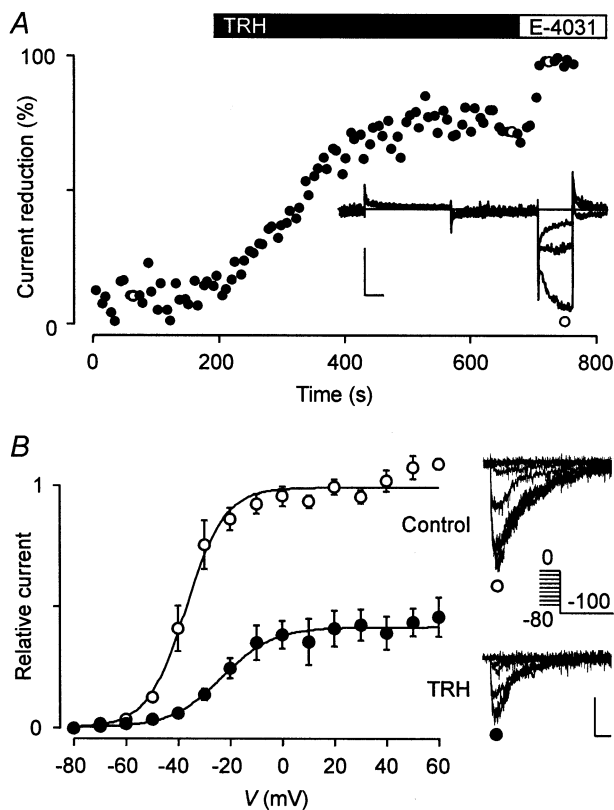 A
TRH
E-4031
100
0
Current reduction (%)
0
200
400
600
800
Time (s)
B
1
0
Relative current
-80
-60
-40
-20
0
20
40
60
V (mV)
Control
0
-80
-100
TRH